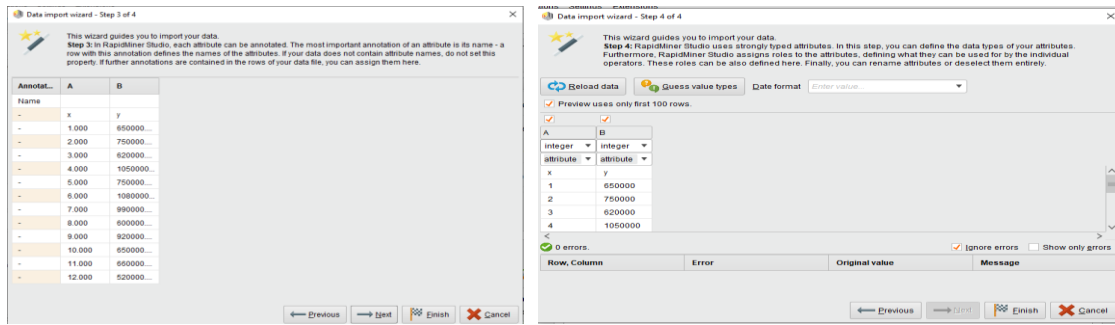 Data import wizard - Step 3 of 4
This wizard guides you to import your data.
Step 3: In RapidMiner Studio, each attribute can be annotated. The most important annotation of an attribute is its name - a
row with this annotation defines the names of the attributes. If your data does not contain attribute names, do not set this
property. If further annotations are contained in the rows of your data file, you can assign them here.
Annotat... A B
Name
- x y
- 1.000 650000...
- 2.000 750000...
- 3.000 620000...
- 4.000 1050000...
- 5.000 750000...
- 6.000 1080000...
- 7.000 990000...
- 8.000 600000...
- 9.000 920000...
- 10.000 650000...
- 11.000 660000...
- 12.000 520000...
Previous Next Finish Cancel
Data import wizard - Step 4 of 4
This wizard guides you to import your data.
Step 4: RapidMiner Studio uses strongly typed attributes. In this step, you can define the data types of your attributes.
Furthermore, RapidMiner Studio assigns roles to the attributes, defining what they can be used for by the individual
operators. These roles can be also defined here. Finally, you can rename attributes or deselect them entirely.
Reload data Guess value types Date format Enter value...
Preview uses only first 100 rows.
A B
integer integer
attribute attribute
x y
1 650000
2 750000
3 620000
4 1050000
0 errors. Ignore errors Show only errors
Row, Column Error Original value Message
Previous Next Finish Cancel